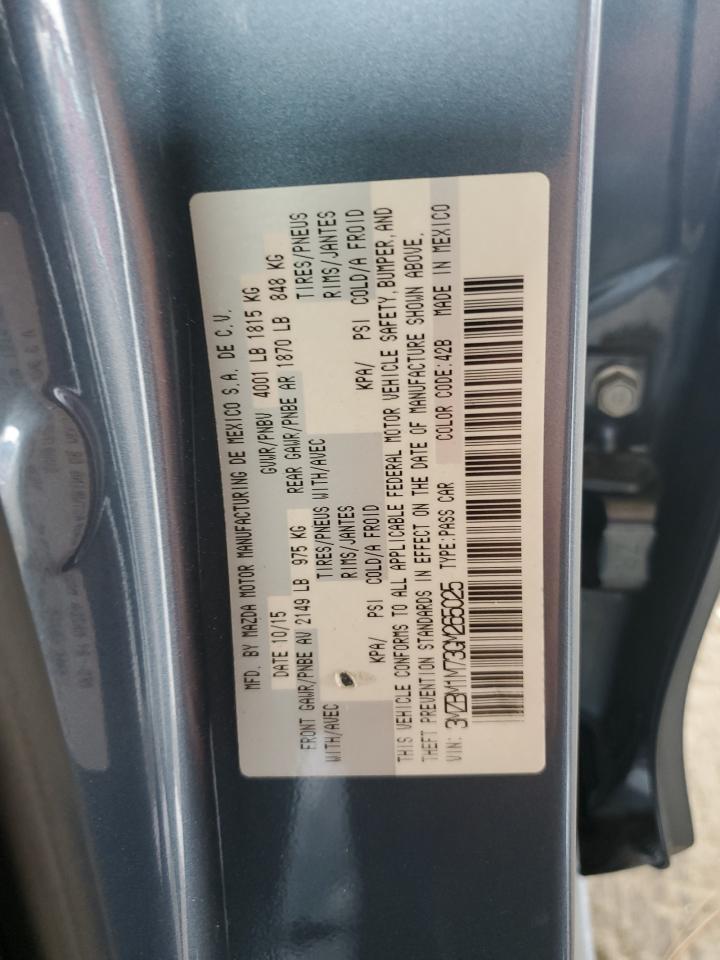 MFD. BY MAZDA MOTOR MANUFACTURING DE MEXICO S.A. DE C.V.
DATE 10/15 GVWR/PNBV 4001 LB 1815 KG
FRONT GAWR/PNBE AV 2149 LB 975 KG REAR GAWR/PNBE AR 1870 LB 848 KG
WITH/AVEC TIRES/PNEUS WITH/AVEC TIRES/PNEUS
RIMS/JANTES RIMS/JANTES
KPA/ PSI COLD/A FROID KPA/ PSI COLD/A FROID
THIS VEHICLE CONFORMS TO ALL APPLICABLE FEDERAL MOTOR VEHICLE SAFETY, BUMPER, AND
THEFT PREVENTION STANDARDS IN EFFECT ON THE DATE OF MANUFACTURE SHOWN ABOVE.
VIN: 3MZBM1M73GM265025 TYPE:PASS CAR COLOR CODE:42B MADE IN MEXICO